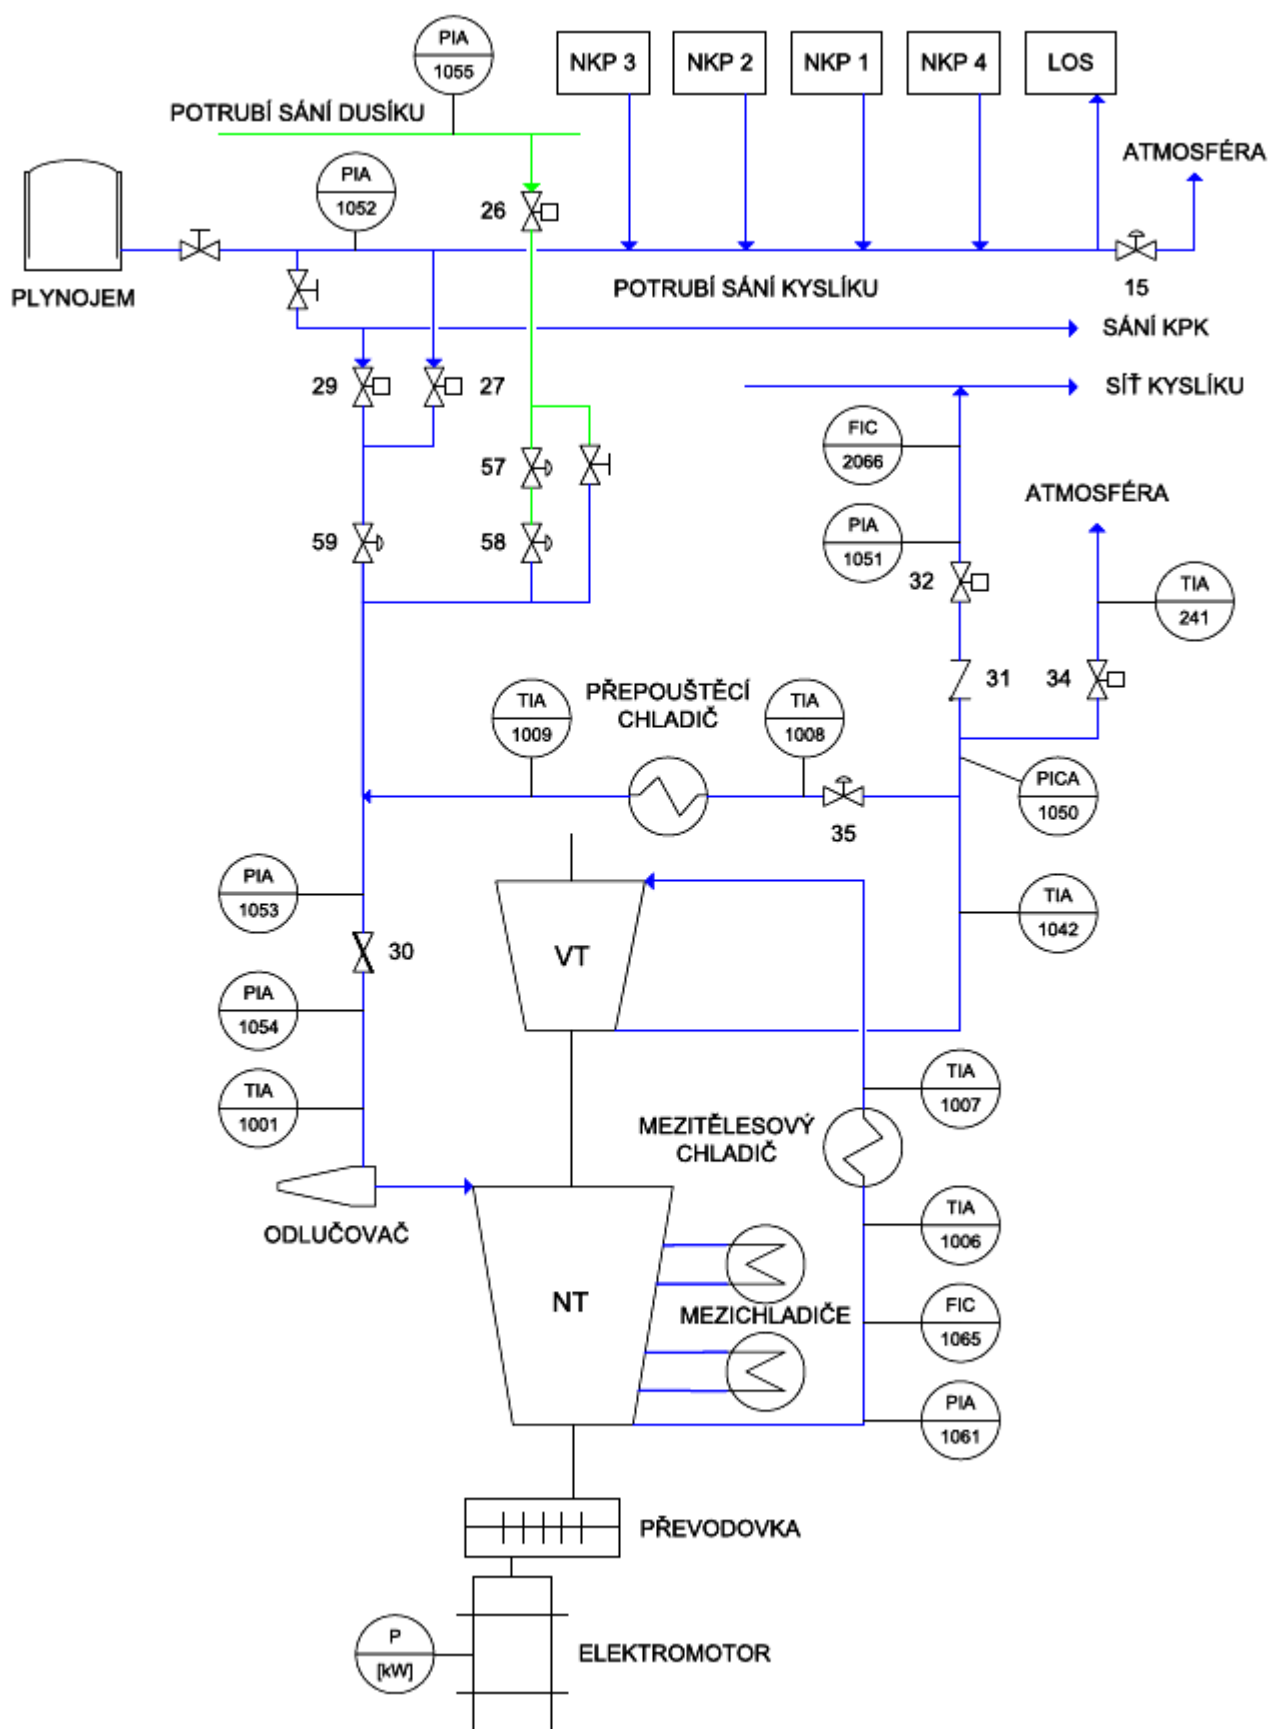 PIA
1055
NKP 3
NKP 2
NKP 1
NKP 4
LOS
POTRUBÍ SÁNÍ DUSÍKU
ATMOSFÉRA
PIA
1052
26
PLYNOJEM
POTRUBÍ SÁNÍ KYSLÍKU
15
SÁNÍ KPK
29
27
SÍŤ KYSLÍKU
FIC
2066
57
ATMOSFÉRA
59
58
PIA
1051
32
TIA
241
31
34
PŘEPOUŠTĚCÍ
CHLADIČ
TIA
1009
TIA
1008
PICA
1050
35
PIA
1053
TIA
1042
30
VT
PIA
1054
TIA
1007
TIA
1001
MEZITĚLESOVÝ
CHLADIČ
ODLUČOVAČ
TIA
1006
NT
MEZICHLADIČE
FIC
1065
PIA
1061
PŘEVODOVKA
P
[kW]
ELEKTROMOTOR